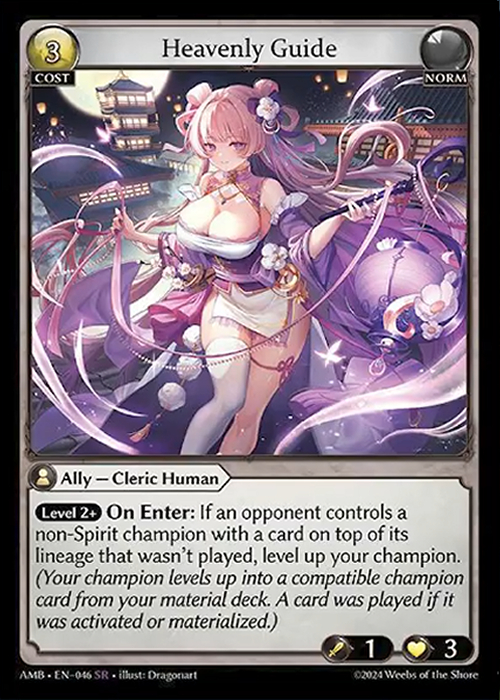 3
Heavenly Guide
COST
NORM
Ally — Cleric Human
Level 2+ On Enter: If an opponent controls a
non-Spirit champion with a card on top of its
lineage that wasn't played, level up your champion.
(Your champion levels up into a compatible champion
card from your material deck. A card was played if it
was activated or materialized.)
1 3
AMB • EN-046 SR • illust: Dragonart
©2024 Weebs of the Shore